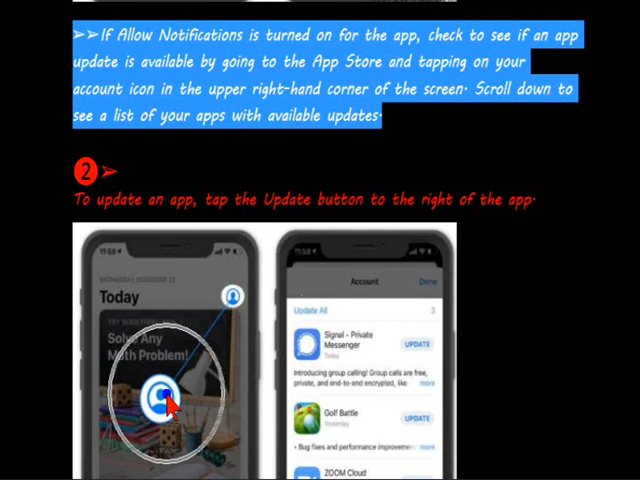 ➢➢If Allow Notifications is turned on for the app, check to see if an app
update is available by going to the App Store and tapping on your
account icon in the upper right-hand corner of the screen. Scroll down to
see a list of your apps with available updates.
❷➢
To update an app, tap the Update button to the right of the app.
11:58
Today
Solve Any
Math Problem!
11:58
Account Done
Update All 3
Signal - Private
Messenger
Today
UPDATE
Introducing group calling! Group calls are free,
private, and end-to-end encrypted, like more
Golf Battle
Yesterday
UPDATE
• Bug fixes and performance improveme more
ZOOM Cloud